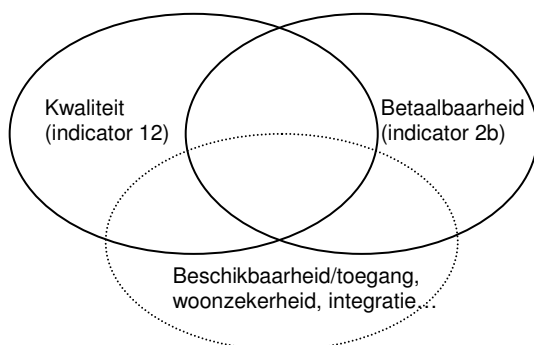 Kwaliteit
(indicator 12)
Betaalbaarheid
(indicator 2b)
Beschikbaarheid/toegang,
woonzekerheid, integratie…